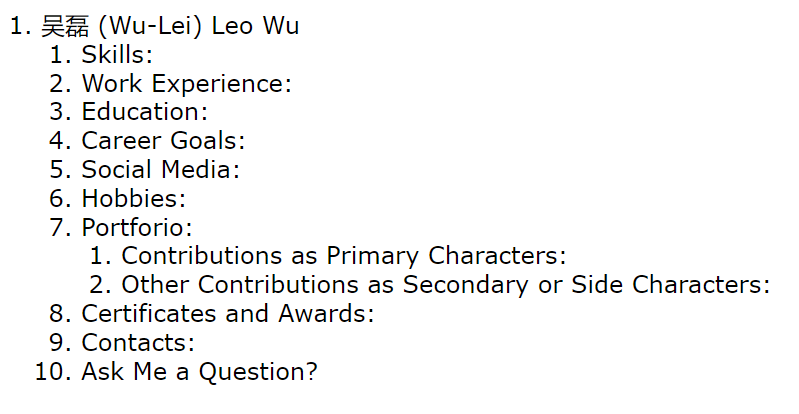 1. 吴磊 (Wu-Lei) Leo Wu
1. Skills:
2. Work Experience:
3. Education:
4. Career Goals:
5. Social Media:
6. Hobbies:
7. Portforio:
1. Contributions as Primary Characters:
2. Other Contributions as Secondary or Side Characters:
8. Certificates and Awards:
9. Contacts:
10. Ask Me a Question?